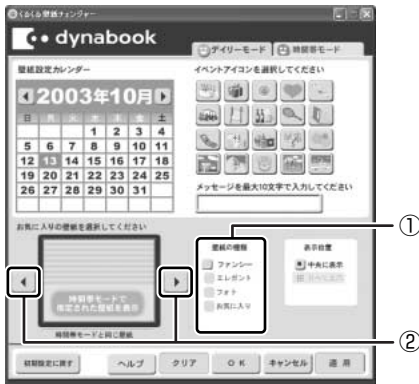 くるくる壁紙チェンジャー
dynabook
デイリーモード 時間帯モード
壁紙設定カレンダー
イベントアイコンを選択してください
2003年10月
日 月 火 水 木 金 土
1 2 3 4
5 6 7 8 9 10 11
12 13 14 15 16 17 18
19 20 21 22 23 24 25
26 27 28 29 30 31
メッセージを最大10文字で入力してください
お気に入りの壁紙を選択してください
壁紙の種類
ファンシー
エレガント
フォト
お気に入り
表示位置
中央に表示
並べて表示
時間帯モードで
指定された壁紙を表示
時間帯モードと同じ壁紙
初期設定に戻す ヘルプ クリア OK キャンセル 適用
①
②